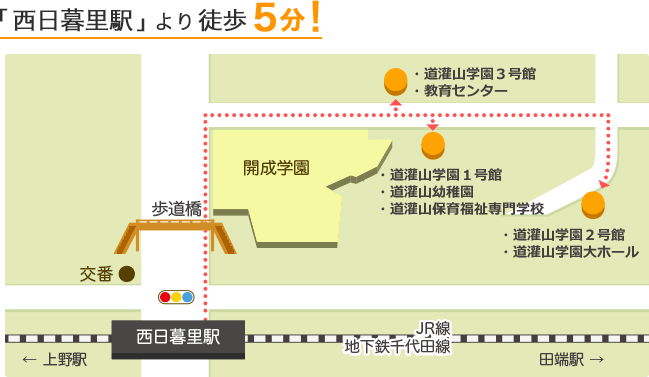 「西日暮里駅」より徒歩5分!
・道灌山学園3号館
・教育センター
開成学園
・道灌山学園1号館
・道灌山幼稚園
・道灌山保育福祉専門学校
歩道橋
・道灌山学園2号館
・道灌山学園大ホール
交番
西日暮里駅
JR線
地下鉄千代田線
← 上野駅
田端駅 →